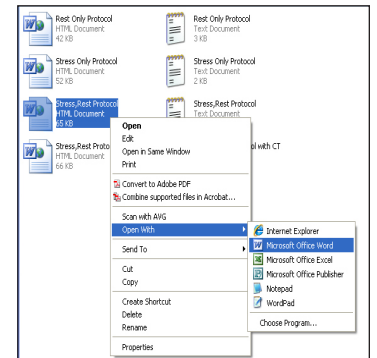 Rest Only Protocol
HTML Document
42 KB
Rest Only Protocol
Text Document
3 KB
Stress Only Protocol
HTML Document
52 KB
Stress Only Protocol
Text Document
2 KB
Stress,Rest Protocol
HTML Document
65 KB
Stress,Rest Protocol
Text Document
Stress,Rest Proto
HTML Document
66 KB
ol with CT
Open
Edit
Open in Same Window
Print
Convert to Adobe PDF
Combine supported files in Acrobat...
Scan with AVG
Open With
Send To
Cut
Copy
Create Shortcut
Delete
Rename
Properties
Internet Explorer
Microsoft Office Word
Microsoft Office Excel
Microsoft Office Publisher
Notepad
WordPad
Choose Program...